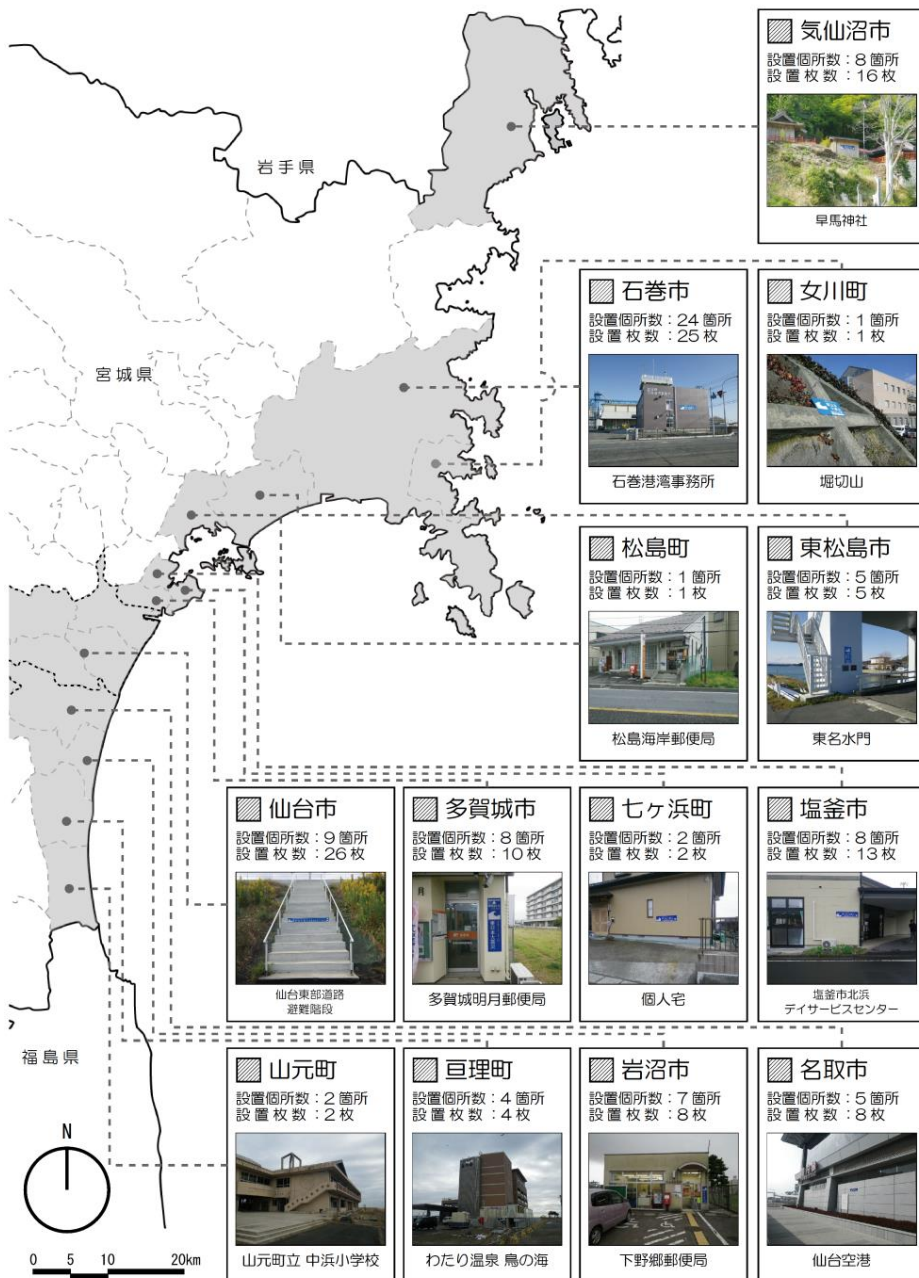 気仙沼市
設置個所数：8箇所
設置枚数：16枚
早馬神社
岩手県
宮城県
石巻市
設置個所数：24箇所
設置枚数：25枚
石巻港湾事務所
女川町
設置個所数：1箇所
設置枚数：1枚
堀切山
松島町
設置個所数：1箇所
設置枚数：1枚
松島海岸郵便局
東松島市
設置個所数：5箇所
設置枚数：5枚
東名水門
仙台市
設置個所数：9箇所
設置枚数：26枚
仙台東部道路
避難階段
多賀城市
設置個所数：8箇所
設置枚数：10枚
多賀城明月郵便局
七ヶ浜町
設置個所数：2箇所
設置枚数：2枚
個人宅
塩釜市
設置個所数：8箇所
設置枚数：13枚
塩釜市北浜
デイサービスセンター
福島県
山元町
設置個所数：2箇所
設置枚数：2枚
山元町立 中浜小学校
亘理町
設置個所数：4箇所
設置枚数：4枚
わたり温泉 鳥の海
岩沼市
設置個所数：7箇所
設置枚数：8枚
下野郷郵便局
名取市
設置個所数：5箇所
設置枚数：8枚
仙台空港
N
0 5 10 20km